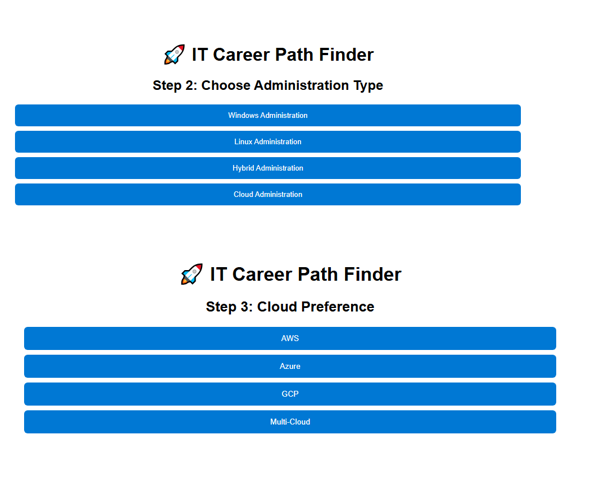 🚀 IT Career Path Finder
Step 2: Choose Administration Type
Windows Administration
Linux Administration
Hybrid Administration
Cloud Administration
🚀 IT Career Path Finder
Step 3: Cloud Preference
AWS
Azure
GCP
Multi-Cloud